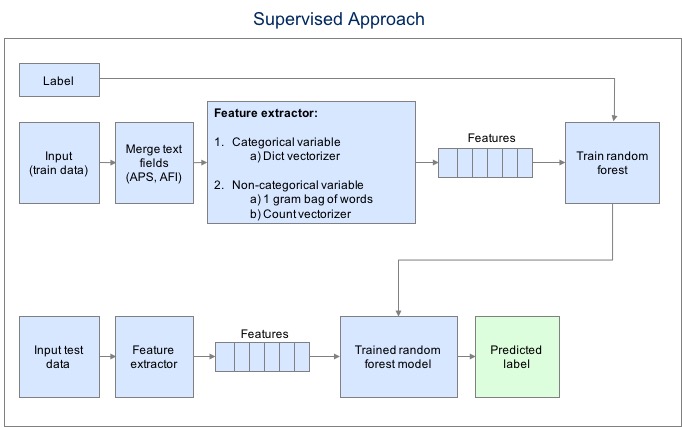 Supervised Approach
Label
Input
(train data)
Merge text
fields
(APS, AFI)
Feature extractor:
1. Categorical variable
a) Dict vectorizer
2. Non-categorical variable
a) 1 gram bag of words
b) Count vectorizer
Features
Train random
forest
Input test
data
Feature
extractor
Features
Trained random
forest model
Predicted
label